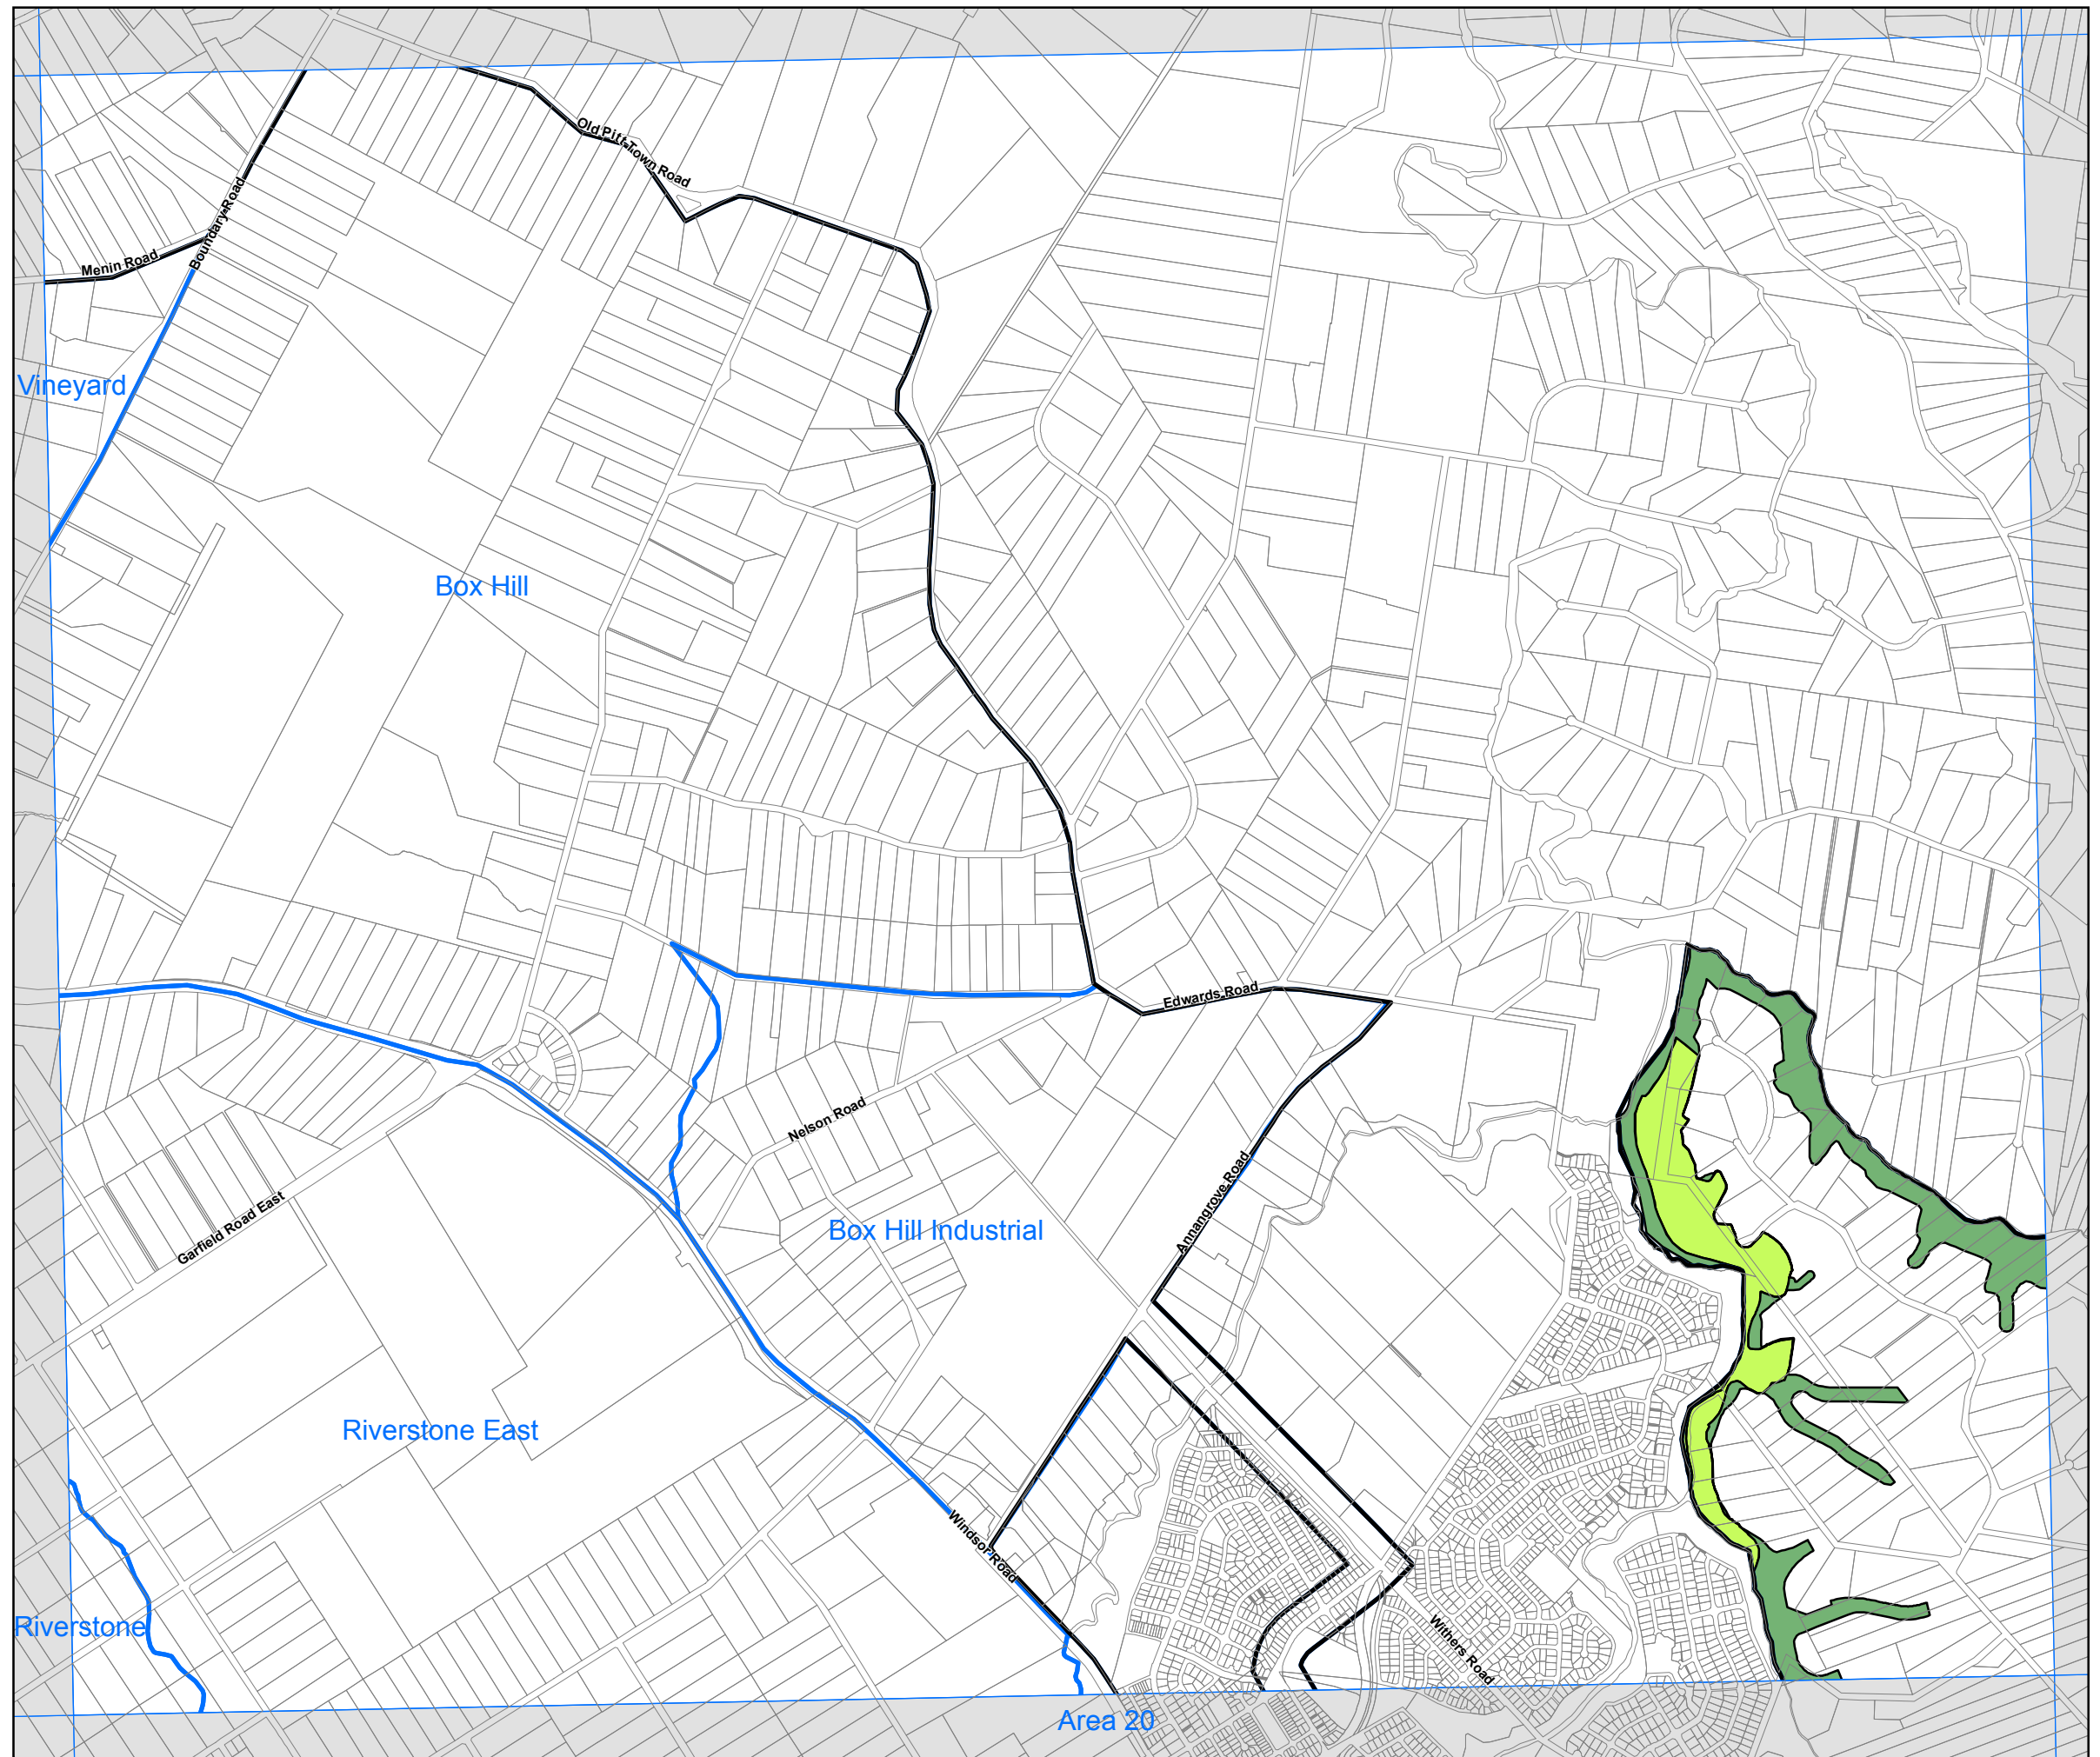 Old Pitt Town Road
Boundary Road
Menin Road
Vineyard
Box Hill
Edwards Road
Nelson Road
Annangrove Road
Garfield Road East
Box Hill Industrial
Riverstone East
Windsor Road
Riverstone
Withers Road
Area 20